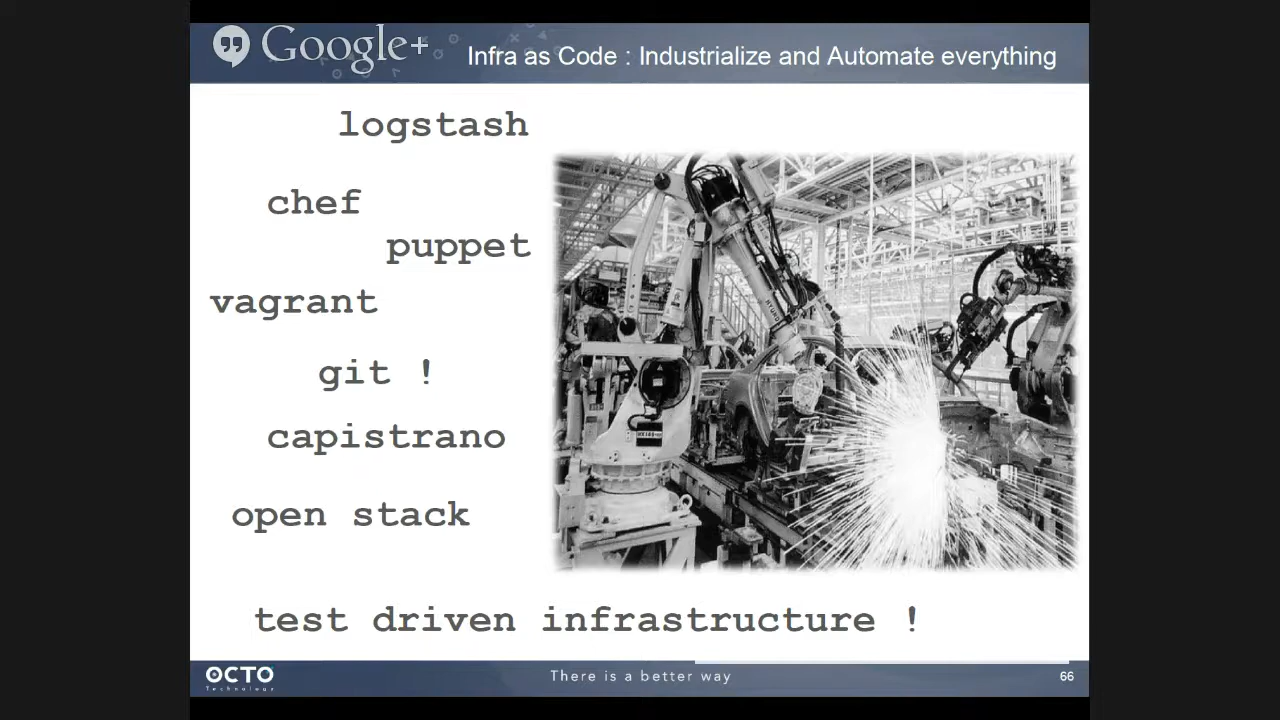 Google+
Infra as Code : Industrialize and Automate everything
logstash
chef
puppet
vagrant
git !
capistrano
open stack
test driven infrastructure !
OCTO
Technology
There is a better way
66